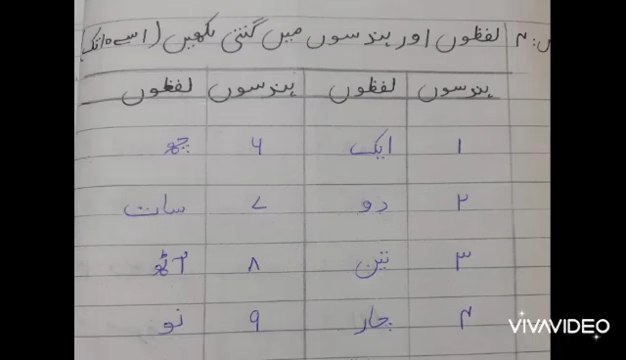 س: ۲ لفظوں اور ہندسوں میں گنتی لکھیں (۱ سے ۱۰ تک)
ہندسوں لفظوں ہندسوں لفظوں
۱ ایک ۶ چھ
۲ دو ۷ سات
۳ تین ۸ آٹھ
۴ چار ۹ نو
VIVAVIDEO